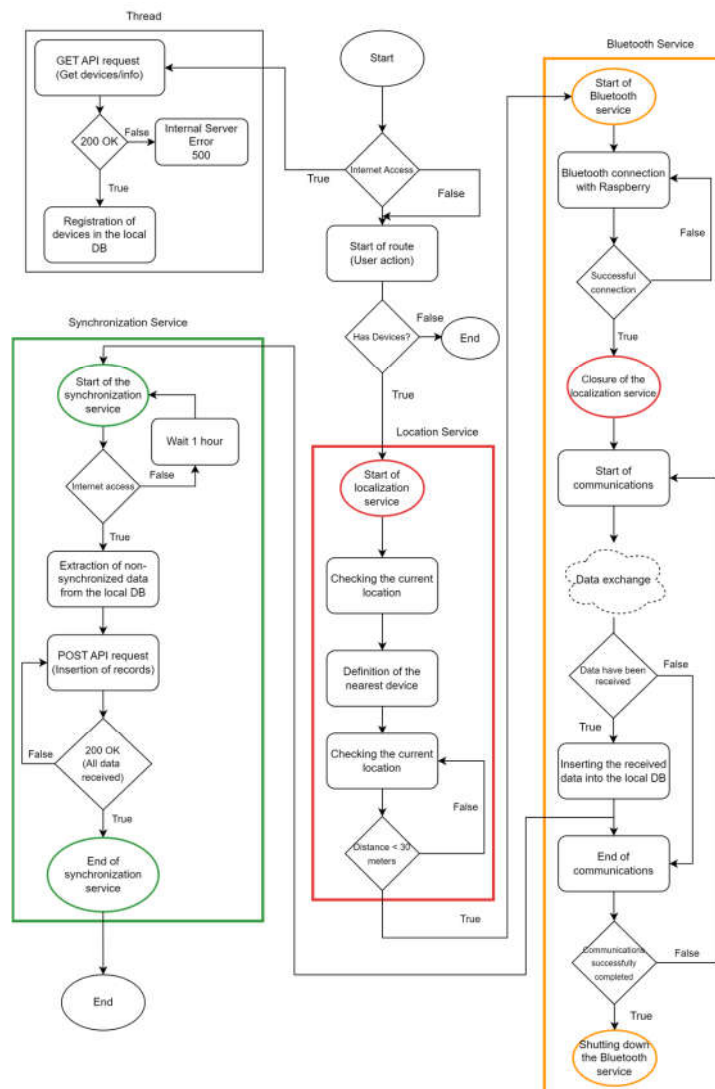 Thread
GET API request
(Get devices/info)
200 OK
False
Internal Server
Error
500
True
Registration of
devices in the local
DB
Start
Internet Access
True
False
Start of route
(User action)
Has Devices?
False
End
True
Synchronization Service
Start of the
synchronization
service
Wait 1 hour
Internet access
False
True
Extraction of non-
synchronized data
from the local DB
POST API request
(Insertion of records)
200 OK
(All data
received)
False
True
End of
synchronization
service
End
Location Service
Start of
localization
service
Checking the current
location
Definition of the
nearest device
Checking the current
location
False
Distance < 30
meters
True
Bluetooth Service
Start of
Bluetooth
service
Bluetooth connection
with Raspberry
False
Successful
connection
True
Closure of the
localization service
Start of
communications
Data exchange
Data have been
received
False
True
Inserting the received
data into the local DB
End of
communications
Communications
successfully
completed
False
True
Shutting down
the Bluetooth
service